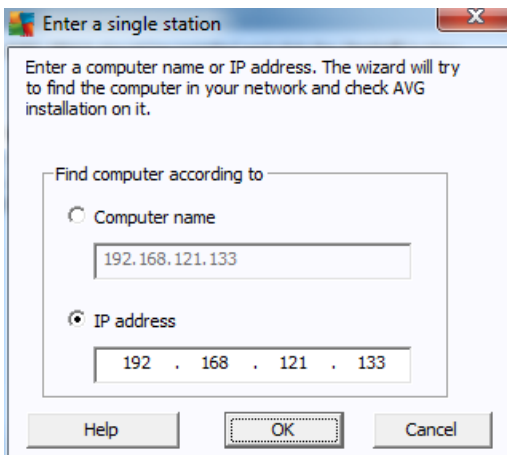 Enter a single station
Enter a computer name or IP address. The wizard will try
to find the computer in your network and check AVG
installation on it.
Find computer according to
Computer name
192.168.121.133
IP address
192 . 168 . 121 . 133
Help OK Cancel